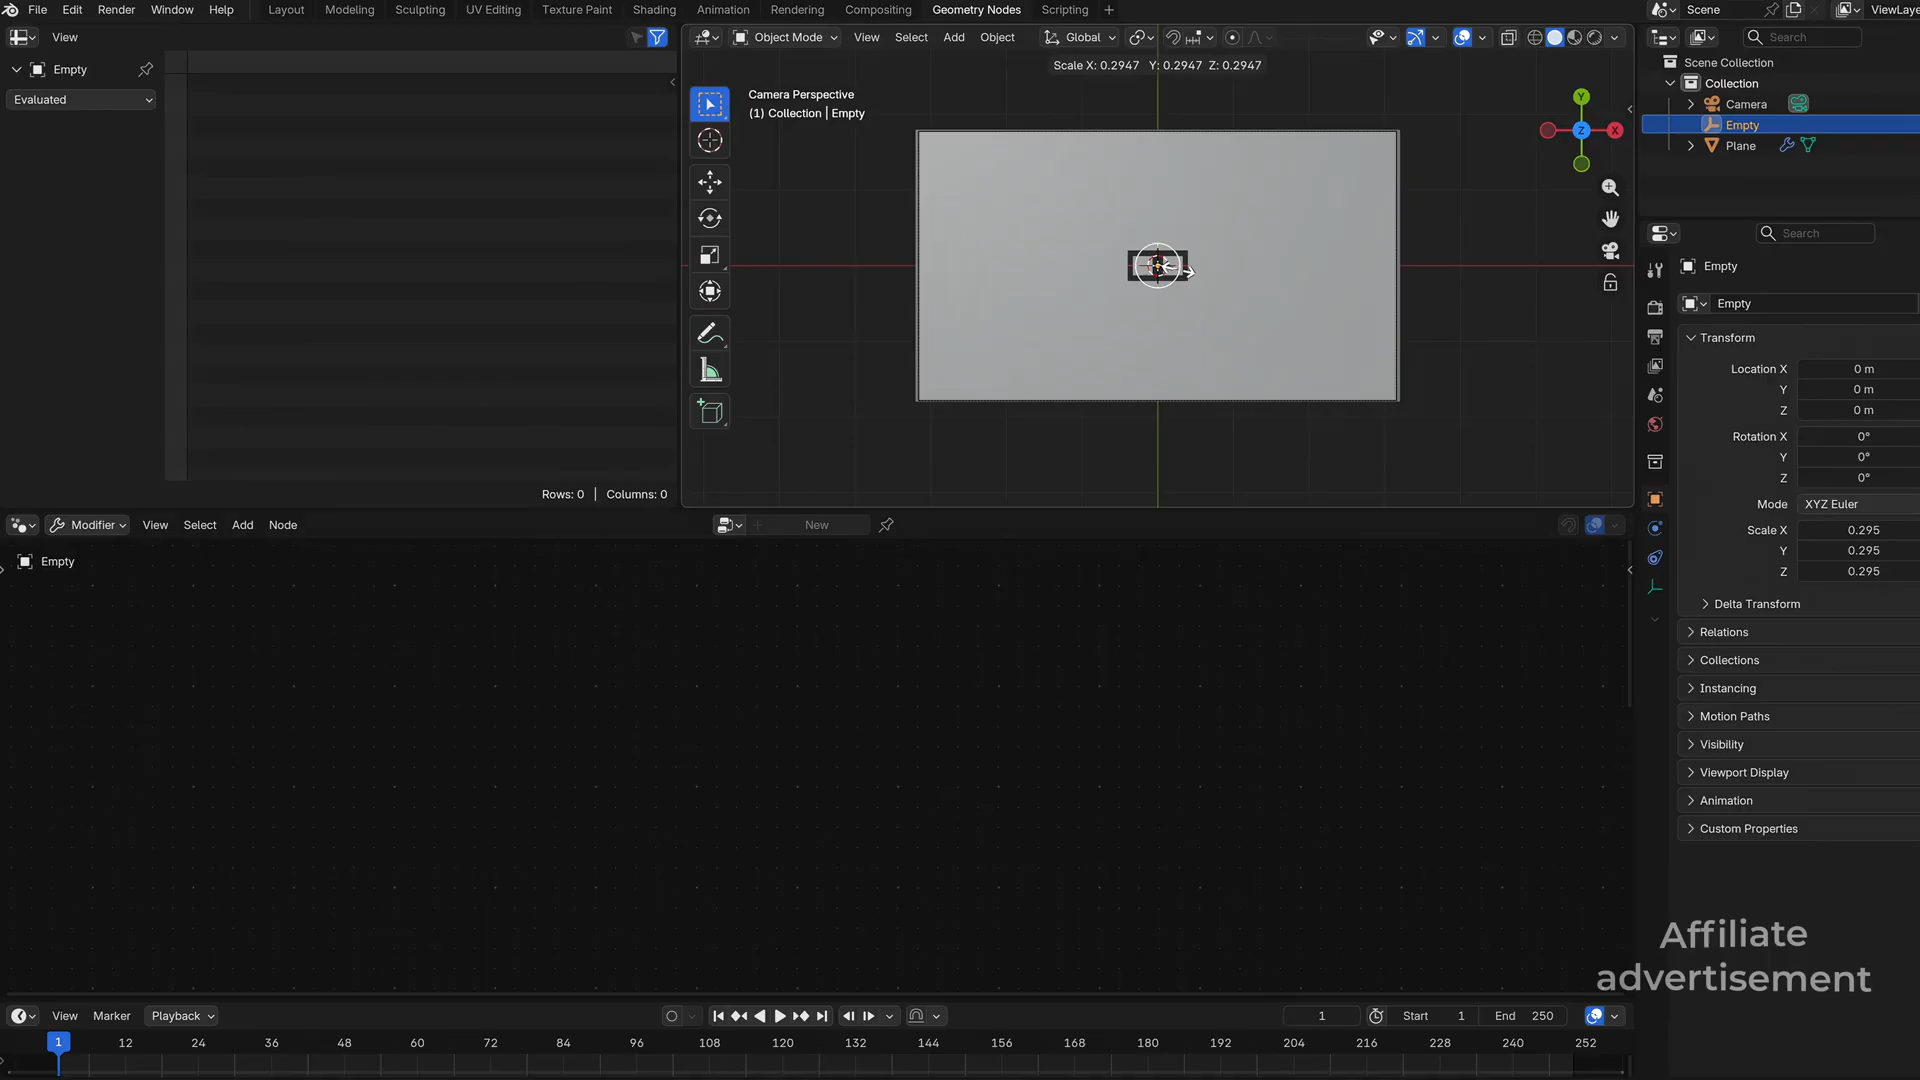 File Edit Render Window Help Layout Modeling Sculpting UV Editing Texture Paint Shading Animation Rendering Compositing Geometry Nodes Scripting Scene ViewLaye
View Object Mode View Select Add Object Global Search
Scale X: 0.2947 Y: 0.2947 Z: 0.2947
Scene Collection
Empty
Evaluated
Camera Perspective
(1) Collection | Empty
Y
X
Z
Collection
Camera
Empty
Plane
Search
Empty
Empty
Transform
Location X 0 m
Y 0 m
Z 0 m
Rotation X 0°
Y 0°
Z 0°
Mode XYZ Euler
Scale X 0.295
Y 0.295
Z 0.295
Delta Transform
Relations
Collections
Instancing
Motion Paths
Visibility
Viewport Display
Animation
Custom Properties
Rows: 0 | Columns: 0
Modifier View Select Add Node New
Empty
Affiliate
advertisement
View Marker Playback 1 Start 1 End 250
1 12 24 36 48 60 72 84 96 108 120 132 144 156 168 180 192 204 216 228 240 252